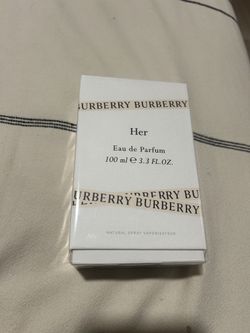 BURBERRY BURBERRY
Her
Eau de Parfum
100 ml ℮ 3.3 FL.OZ.
BURBERRY BURBERRY
NATURAL SPRAY VAPORISATEUR